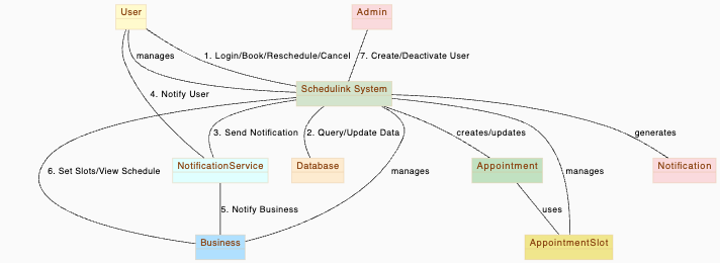 User
Admin
manages
1. Login/Book/Reschedule/Cancel
7. Create/Deactivate User
Schedulink System
4. Notify User
3. Send Notification
2. Query/Update Data
creates/updates
generates
6. Set Slots/View Schedule
NotificationService
Database
manages
Appointment
manages
Notification
5. Notify Business
uses
Business
AppointmentSlot